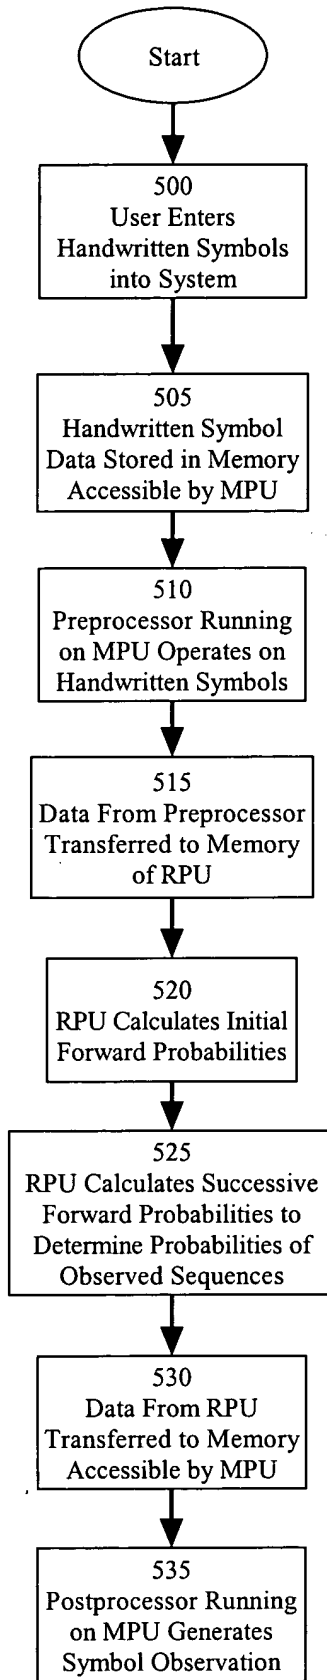 Start
500
User Enters
Handwritten Symbols
into System
505
Handwritten Symbol
Data Stored in Memory
Accessible by MPU
510
Preprocessor Running
on MPU Operates on
Handwritten Symbols
515
Data From Preprocessor
Transferred to Memory
of RPU
520
RPU Calculates Initial
Forward Probabilities
525
RPU Calculates Successive
Forward Probabilities to
Determine Probabilities of
Observed Sequences
530
Data From RPU
Transferred to Memory
Accessible by MPU
535
Postprocessor Running
on MPU Generates
Symbol Observation